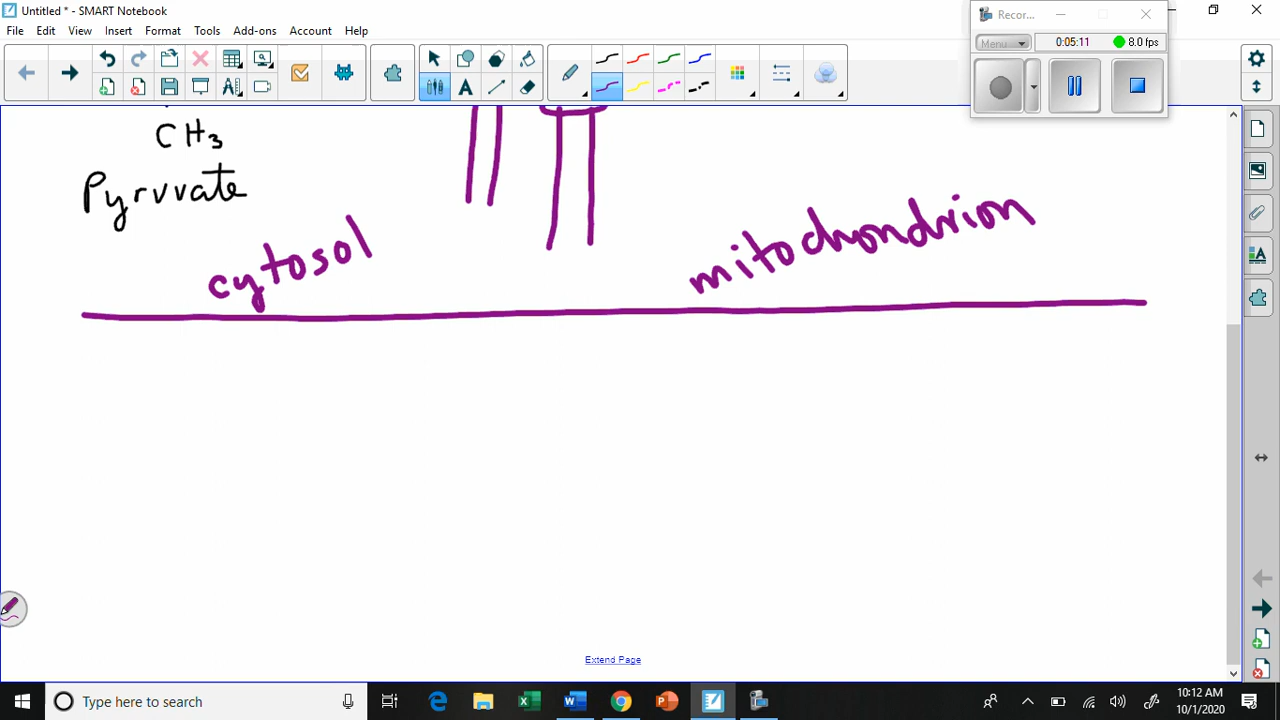 Untitled * - SMART Notebook
Recor...
File Edit View Insert Format Tools Add-ons Account Help
Menu
0:05:11
8.0 fps
CH3
Pyruvate
cytosol
mitochondrion
Extend Page
Type here to search
10:12 AM
10/1/2020